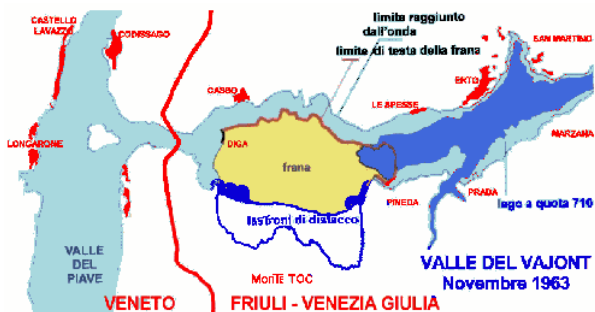 CASTELLO
LAVAZZO
CODISSAGO
limite raggiunto
dall'onda
limite di testa della frana
SAN MARTINO
CASSO
ERTO
LE SPESSE
LONGARONE
DIGA
MARZANA
frana
PINEDA
PRADA
lago a quota 710
lastroni di distacco
VALLE
DEL
PIAVE
MonTE TOC
VALLE DEL VAJONT
Novembre 1963
VENETO
FRIULI - VENEZIA GIULIA